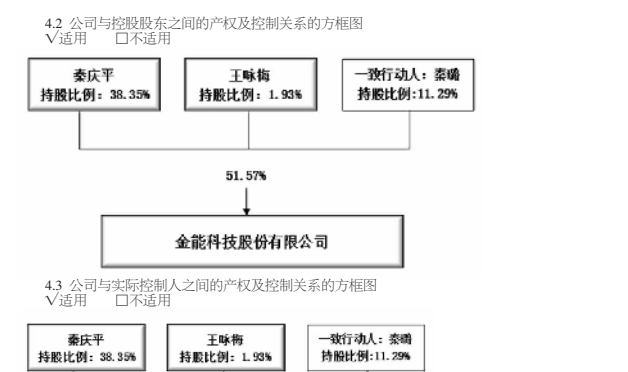 4.2 公司与控股股东之间的产权及控制关系的方框图
√适用 □不适用
秦庆平
持股比例：38.35%
王咏梅
持股比例：1.93%
一致行动人：秦璐
持股比例:11.29%
51.57%
金能科技股份有限公司
4.3 公司与实际控制人之间的产权及控制关系的方框图
√适用 □不适用
秦庆平
持股比例：38.35%
王咏梅
持股比例：1.93%
一致行动人：秦璐
持股比例:11.29%